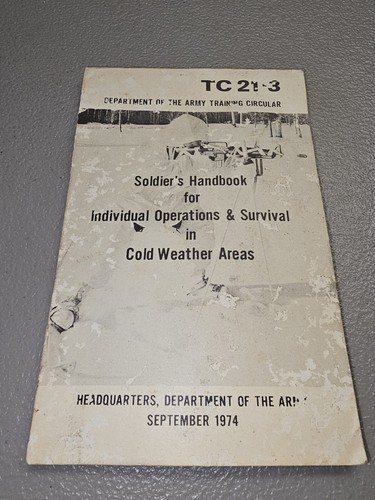 TC 21-3
DEPARTMENT OF THE ARMY TRAINING CIRCULAR
Soldier's Handbook
for
Individual Operations & Survival
in
Cold Weather Areas
HEADQUARTERS, DEPARTMENT OF THE ARMY
SEPTEMBER 1974